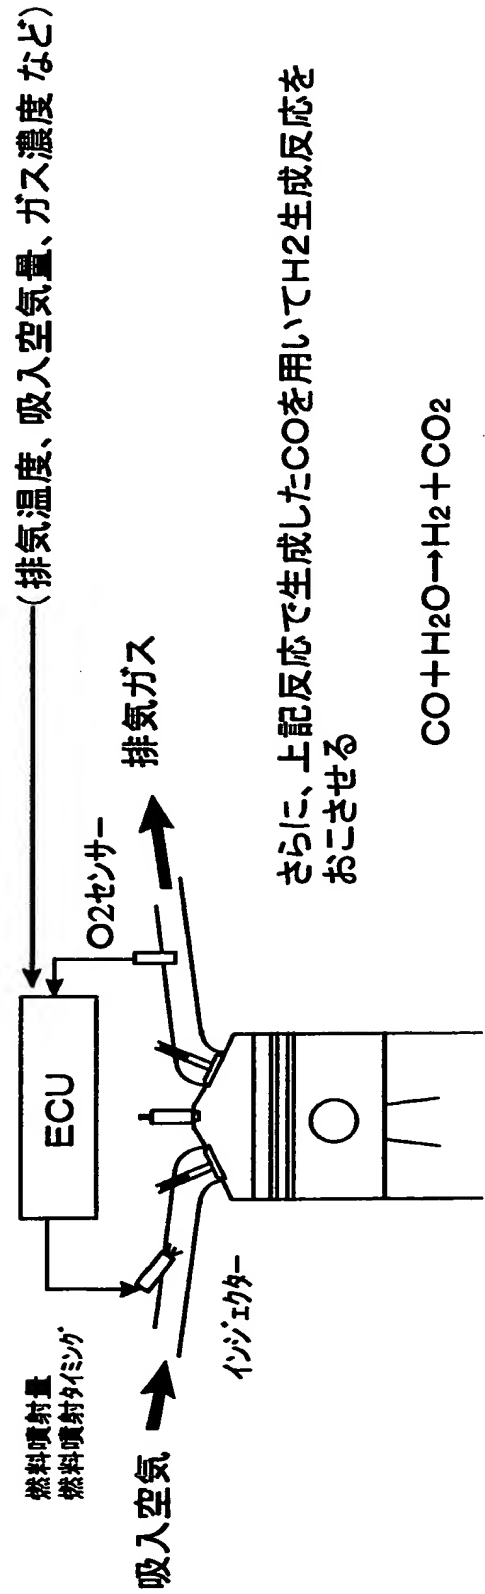 (排気温度、吸入空気量、ガス濃度 など)
燃料噴射量
燃料噴射タイミング
ECU
O2センサー
排気ガス
吸入空気
インジェクター
さらに、上記反応で生成したCOを用いてH2生成反応を
おこさせる
CO+H2O→H2+CO2